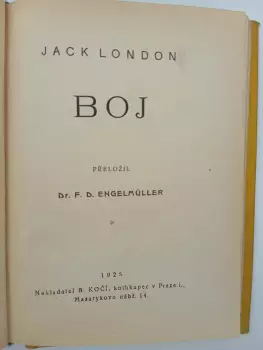 JACK LONDON
BOJ
PŘELOŽIL
Dr. F. D. ENGELMÜLLER
1925
Nakladatel B. KOČÍ, knihkupec v Praze I.,
Masarykovo nábř. 14.